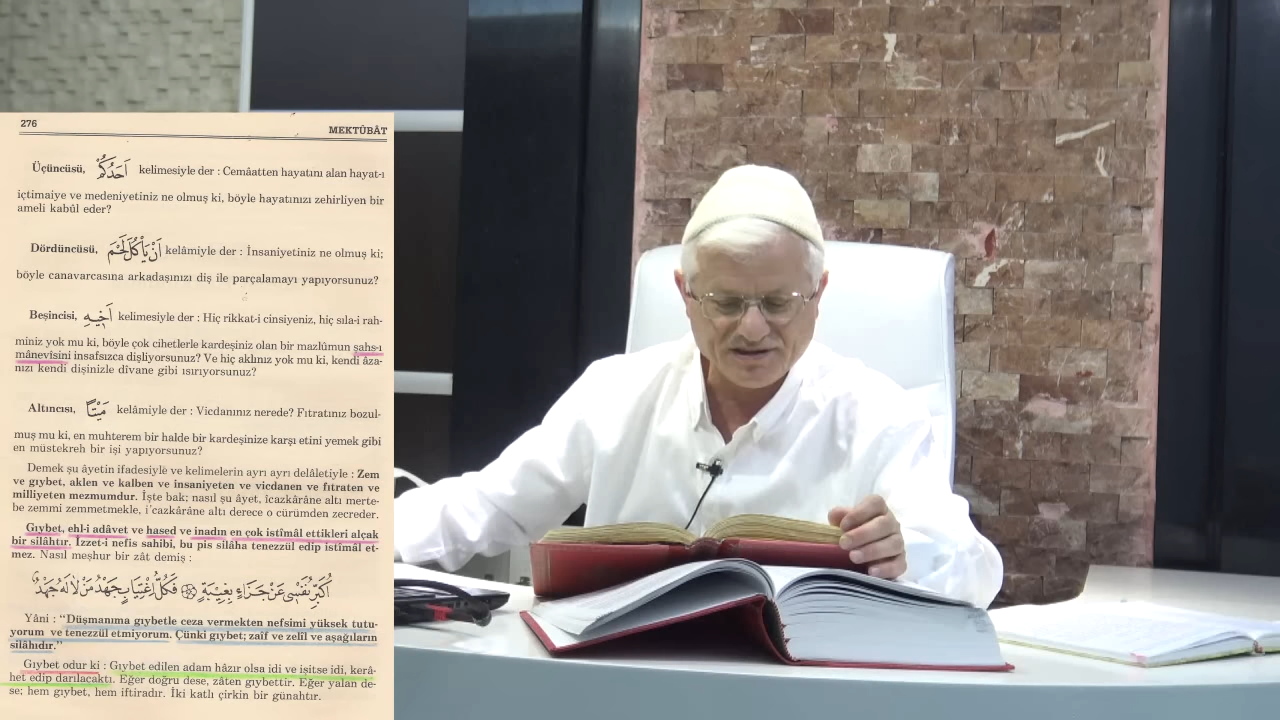 276
MEKTÛBÂT
Üçüncüsü, اَحَدُكُمْ kelimesiyle der : Cemâatten hayatını alan hayat-ı
içtimaiye ve medeniyetiniz ne olmuş ki, böyle hayatınızı zehirliyen bir
ameli kabûl eder?
Dördüncüsü, اَنْ يَاْكُلَ لَحْمَ kelâmiyle der : İnsaniyetiniz ne olmuş ki;
böyle canavarcasına arkadaşınızı diş ile parçalamayı yapıyorsunuz?
Beşincisi, اَخِيهِ kelimesiyle der : Hiç rikkat-i cinsiyeniz, hiç sıla-i rah-
miniz yok mu ki, böyle çok cihetlerle kardeşiniz olan bir mazlûmun şahs-ı
mânevîsini insafsızca dişliyorsunuz? Ve hiç aklınız yok mu ki, kendi âza-
nızı kendi dişinizle dîvane gibi ısırıyorsunuz?
Altıncısı, مَيْتًا kelâmiyle der : Vicdanınız nerede? Fıtratınız bozul-
muş mu ki, en muhterem bir halde bir kardeşinize karşı etini yemek gibi
en müstekreh bir işi yapıyorsunuz?
Demek şu âyetin ifadesiyle ve kelimelerin ayrı ayrı delâletiyle : Zem
ve gıybet, aklen ve kalben ve insaniyeten ve vicdanen ve fıtraten ve
milliyeten mezmumdur. İşte bak; nasıl şu âyet, îcazkârâne altı merte-
be zemmi zemmetmekle, i'cazkârâne altı derece o cürümden zecreder.
Gıybet, ehl-i adâvet ve hased ve inadın en çok istîmâl ettikleri alçak
bir silâhtır. İzzet-i nefis sahibi, bu pis silâha tenezzül edip istimal et-
mez. Nasıl meşhur bir zât demiş :
اُكَبِّرُ نَفْسِى عَنْ جَزَاءٍ بِغِيْبَةٍ ۞ فَكُلُّ اغْتِيَابٍ جَهْدُ مَنْ لَا لَهُ جَهْدٌ
Yâni : "Düşmanıma gıybetle ceza vermekten nefsimi yüksek tutu-
yorum ve tenezzül etmiyorum. Çünki gıybet; zaîf ve zelîl ve aşağıların
silâhıdır."
Gıybet odur ki : Gıybet edilen adam hâzır olsa idi ve işitse idi, kerâ-
het edip darılacaktı. Eğer doğru dese, zâten gıybettir. Eğer yalan de-
se; hem gıybet, hem iftiradır. İki katlı çirkin bir günahtır.